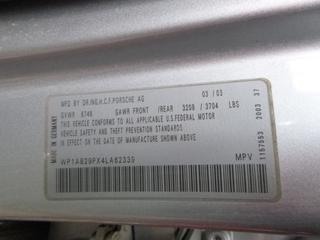 MFD BY DR.ING.H.C.F.PORSCHE AG 03 / 03
GVWR 6746 GAWR FRONT /REAR 3258 / 3704 LBS
THIS VEHICLE CONFORMS TO ALL APPLICABLE U.S. FEDERAL MOTOR
VEHICLE SAFETY AND THEFT PREVENTION STANDARDS
IN EFFECT ON THE DATE OF MANUFACTURE SHOWN ABOVE
WP1AB29PX4LA62339 MPV
MADE IN GERMANY
1157553 2003 37